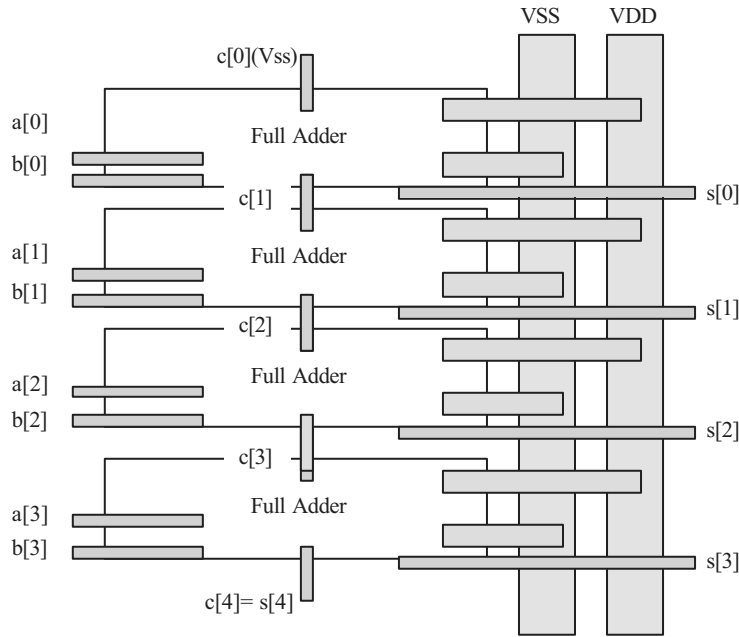 VSS VDD
c[0](Vss)
a[0]
Full Adder
b[0]
c[1]
s[0]
a[1]
Full Adder
b[1]
s[1]
c[2]
a[2]
Full Adder
b[2]
s[2]
c[3]
Full Adder
a[3]
b[3]
s[3]
c[4]= s[4]